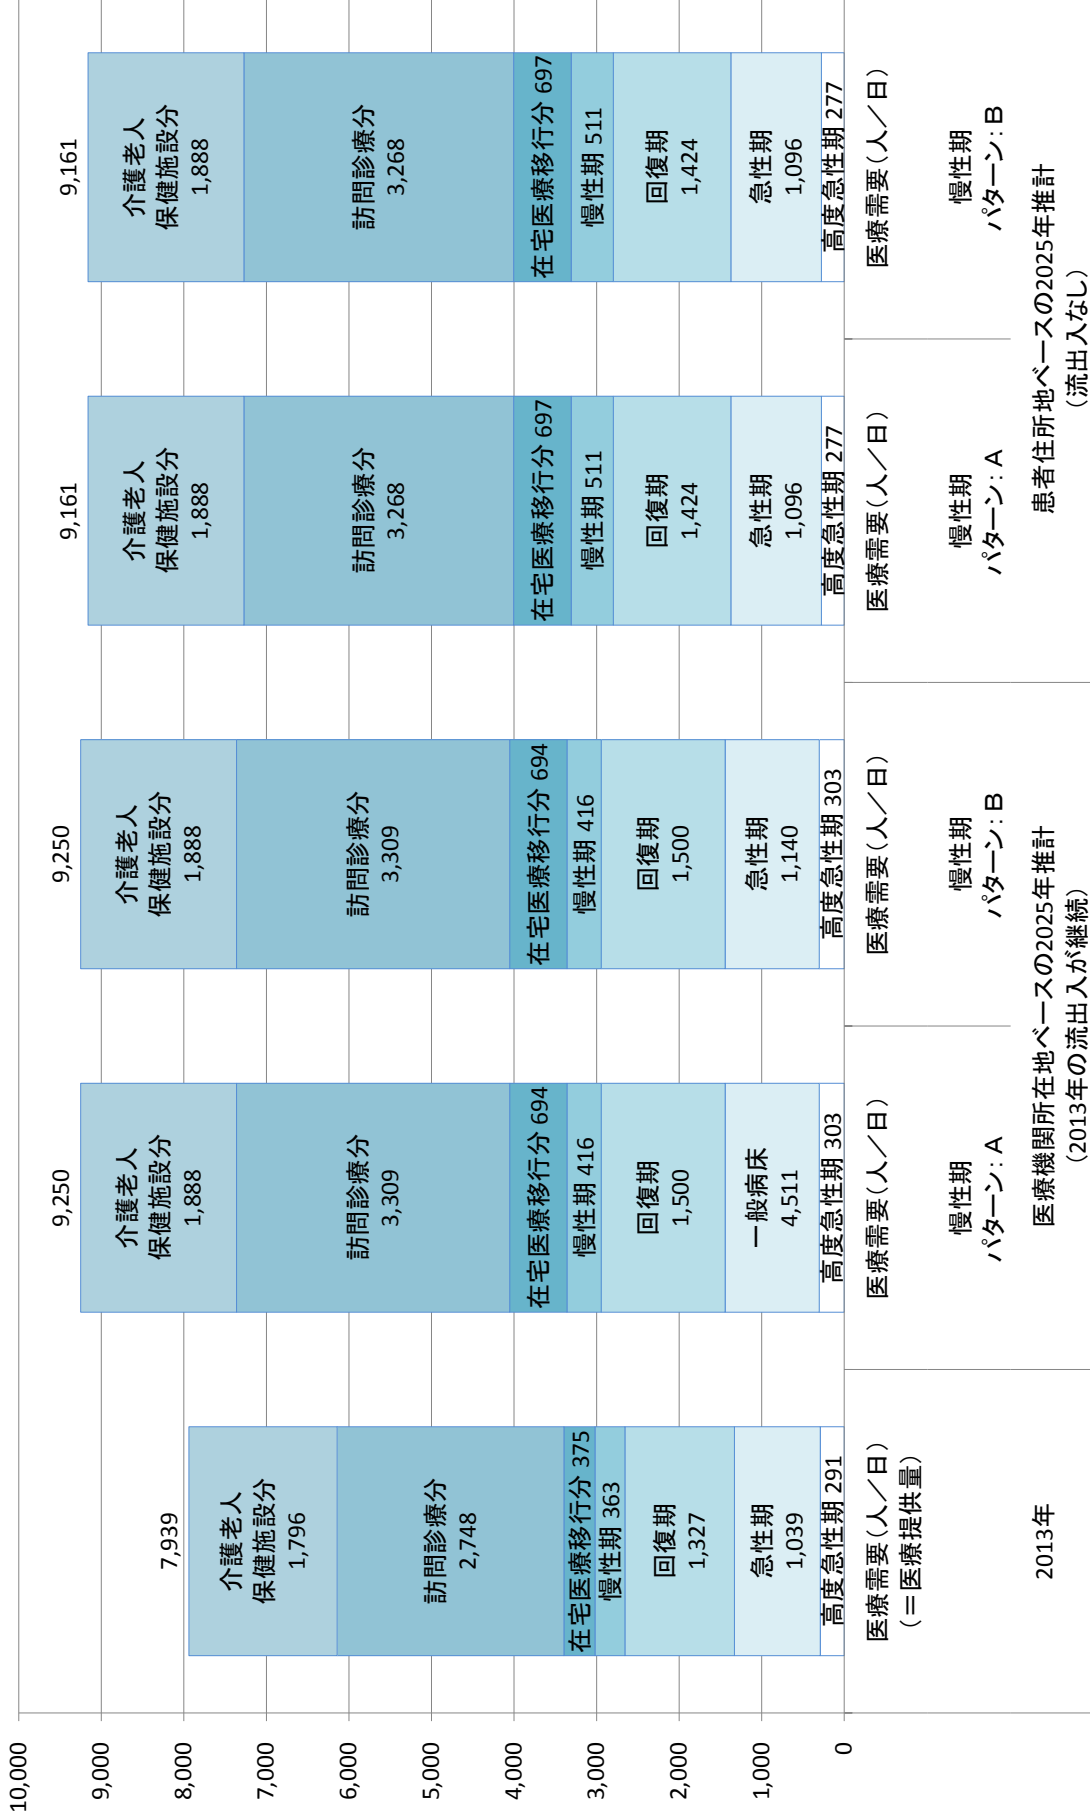 10,000
9,000
8,000
7,000
6,000
5,000
4,000
3,000
2,000
1,000
0
7,939
介護老人
保健施設分
1,796
訪問診療分
2,748
在宅医療移行分 375
慢性期 363
回復期
1,327
急性期
1,039
高度急性期 291
医療需要(人/日)
(=医療提供量)
2013年
9,250
介護老人
保健施設分
1,888
訪問診療分
3,309
在宅医療移行分 694
慢性期 416
回復期
1,500
一般病床
4,511
高度急性期 303
医療需要(人/日)
慢性期
パターン:A
9,250
介護老人
保健施設分
1,888
訪問診療分
3,309
在宅医療移行分 694
慢性期 416
回復期
1,500
急性期
1,140
高度急性期 303
医療需要(人/日)
慢性期
パターン:B
医療機関所在地ベースの2025年推計
(2013年の流出入が継続)
9,161
介護老人
保健施設分
1,888
訪問診療分
3,268
在宅医療移行分 697
慢性期 511
回復期
1,424
急性期
1,096
高度急性期 277
医療需要(人/日)
慢性期
パターン:A
9,161
介護老人
保健施設分
1,888
訪問診療分
3,268
在宅医療移行分 697
慢性期 511
回復期
1,424
急性期
1,096
高度急性期 277
医療需要(人/日)
慢性期
パターン:B
患者住所地ベースの2025年推計
(流出入なし)